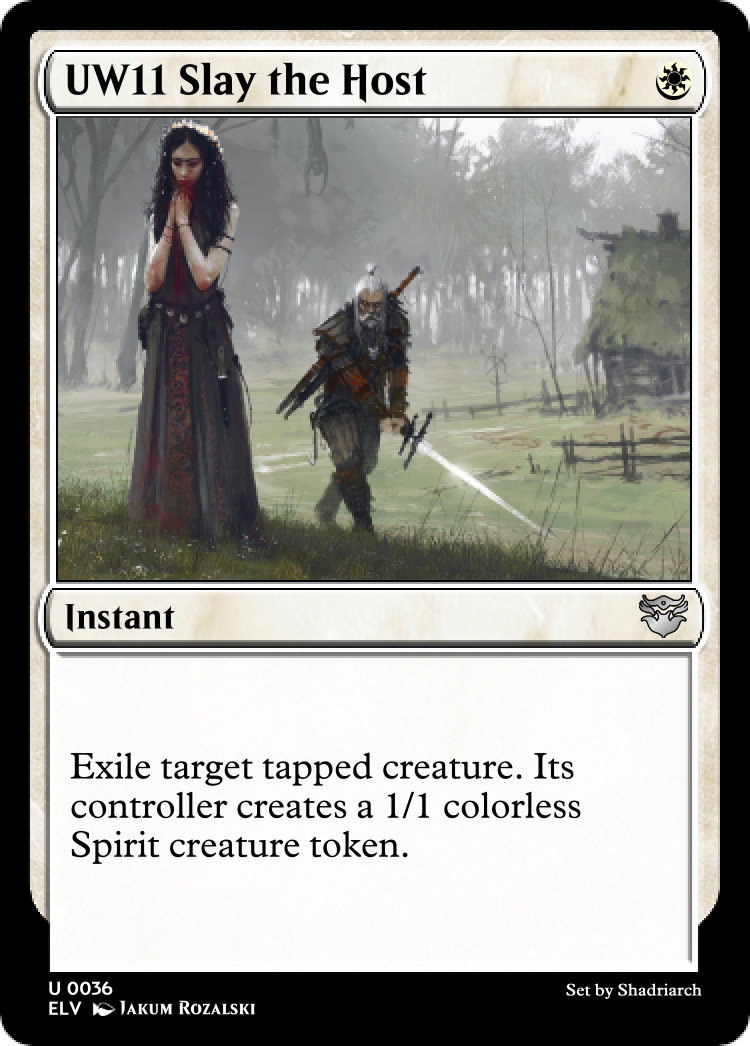 UW11 Slay the Host
Instant
Exile target tapped creature. Its
controller creates a 1/1 colorless
Spirit creature token.
U 0036
Set by Shadriarch
ELV Jakum Rozalski